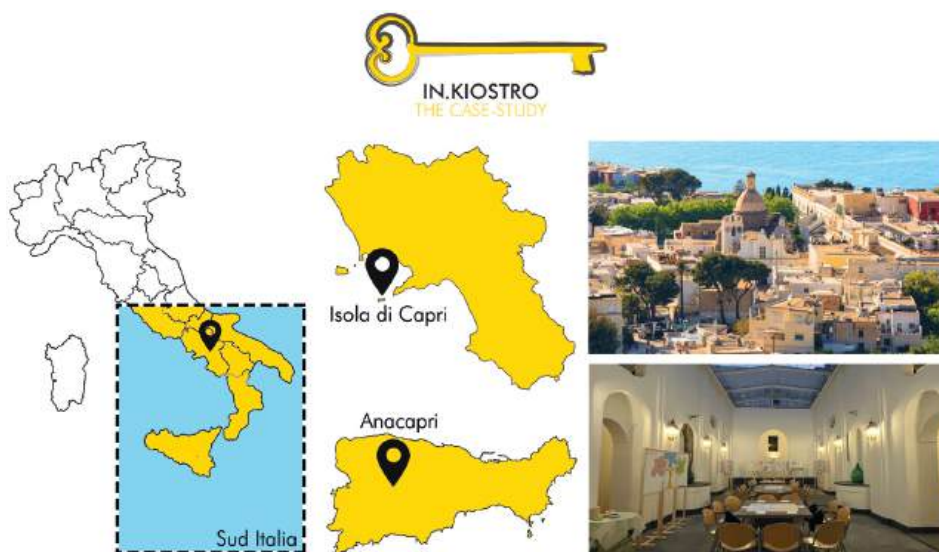 IN.KIOSTRO
THE CASE-STUDY
Isola di Capri
Anacapri
Sud Italia